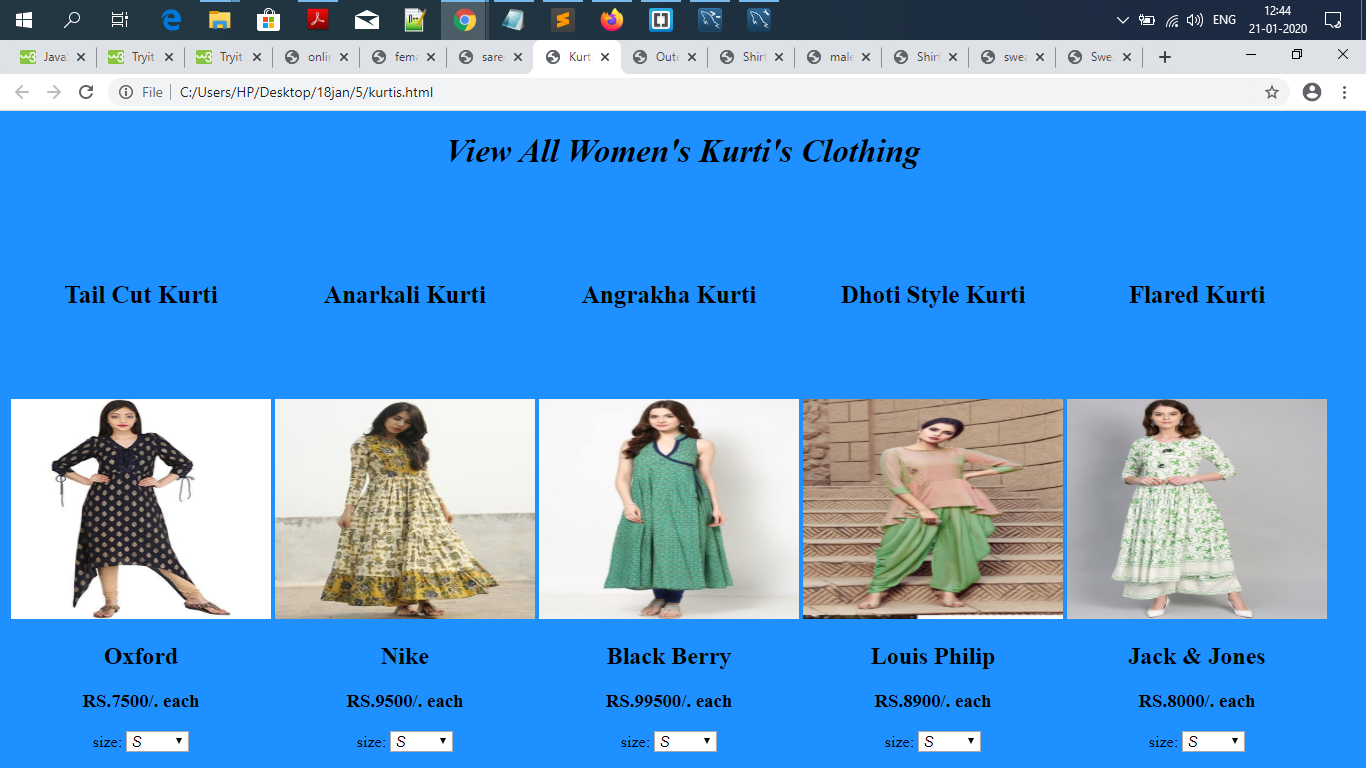 ENG
12:44
21-01-2020
Java
Tryit
Tryit
onlin
fema
sare
Kurt
Oute
Shirt
male
Shirt
swea
Swea
File
C:/Users/HP/Desktop/18jan/5/kurtis.html
View All Women's Kurti's Clothing
Tail Cut Kurti Anarkali Kurti Angrakha Kurti Dhoti Style Kurti Flared Kurti
Oxford Nike Black Berry Louis Philip Jack & Jones
RS.7500/. each RS.9500/. each RS.99500/. each RS.8900/. each RS.8000/. each
size: S size: S size: S size: S size: S